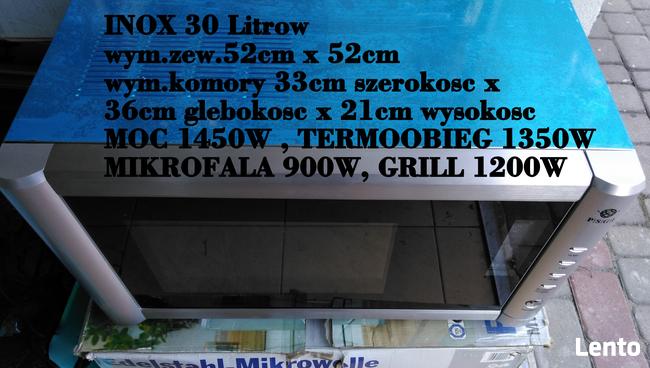 INOX 30 Litrow
wym.zew.52cm x 52cm
wym.komory 33cm szerokosc x
36cm glebokosc x 21cm wysokosc
MOC 1450W , TERMOOBIEG 1350W
MIKROFALA 900W, GRILL 1200W
Edelstahl-Mikrowelle
Lento